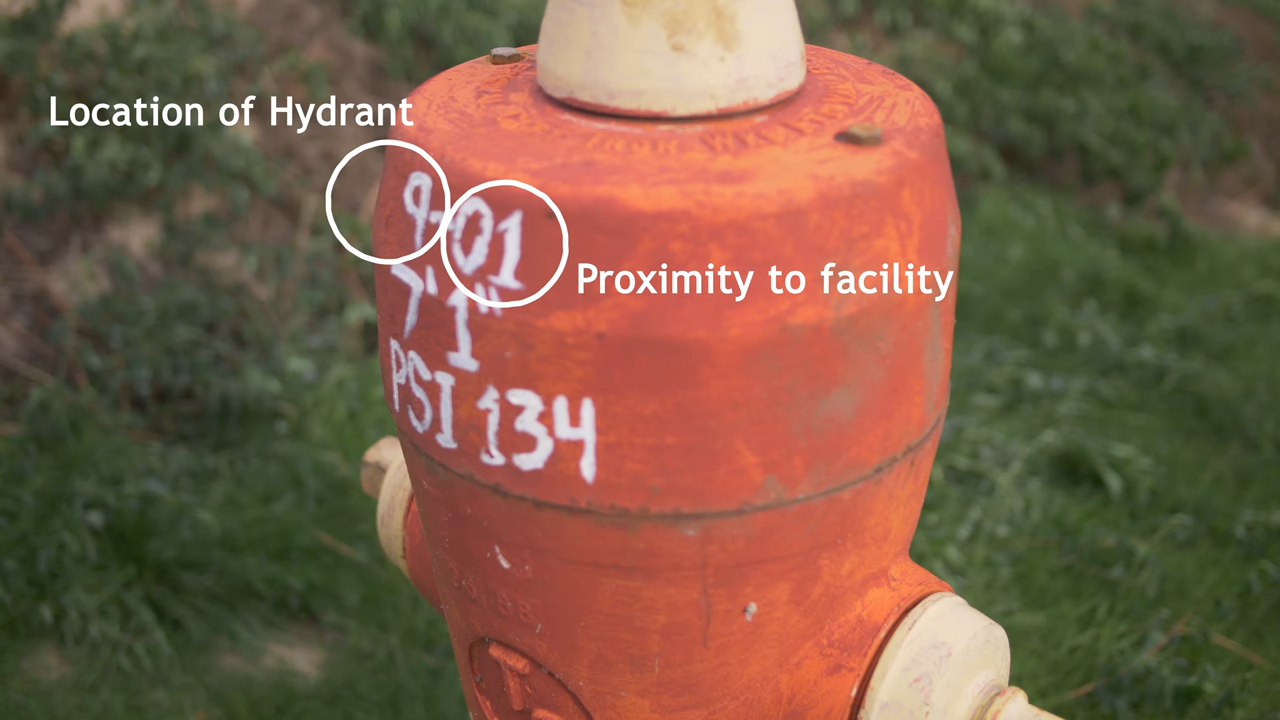 Location of Hydrant
9-01
Proximity to facility
7'1"
PSI 134